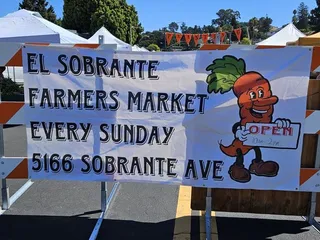 EL SOBRANTE
FARMERS MARKET
EVERY SUNDAY
5166 SOBRANTE AVE
OPEN